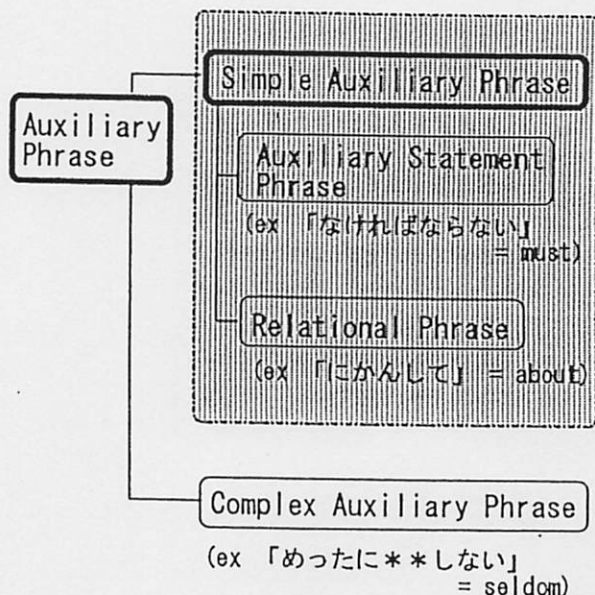 Simple Auxiliary Phrase
Auxiliary
Phrase
Auxiliary Statement
Phrase
(ex 「なければならない」
= must)
Relational Phrase
(ex 「にかんして」 = about)
Complex Auxiliary Phrase
(ex 「めったに＊＊しない」
= seldom)